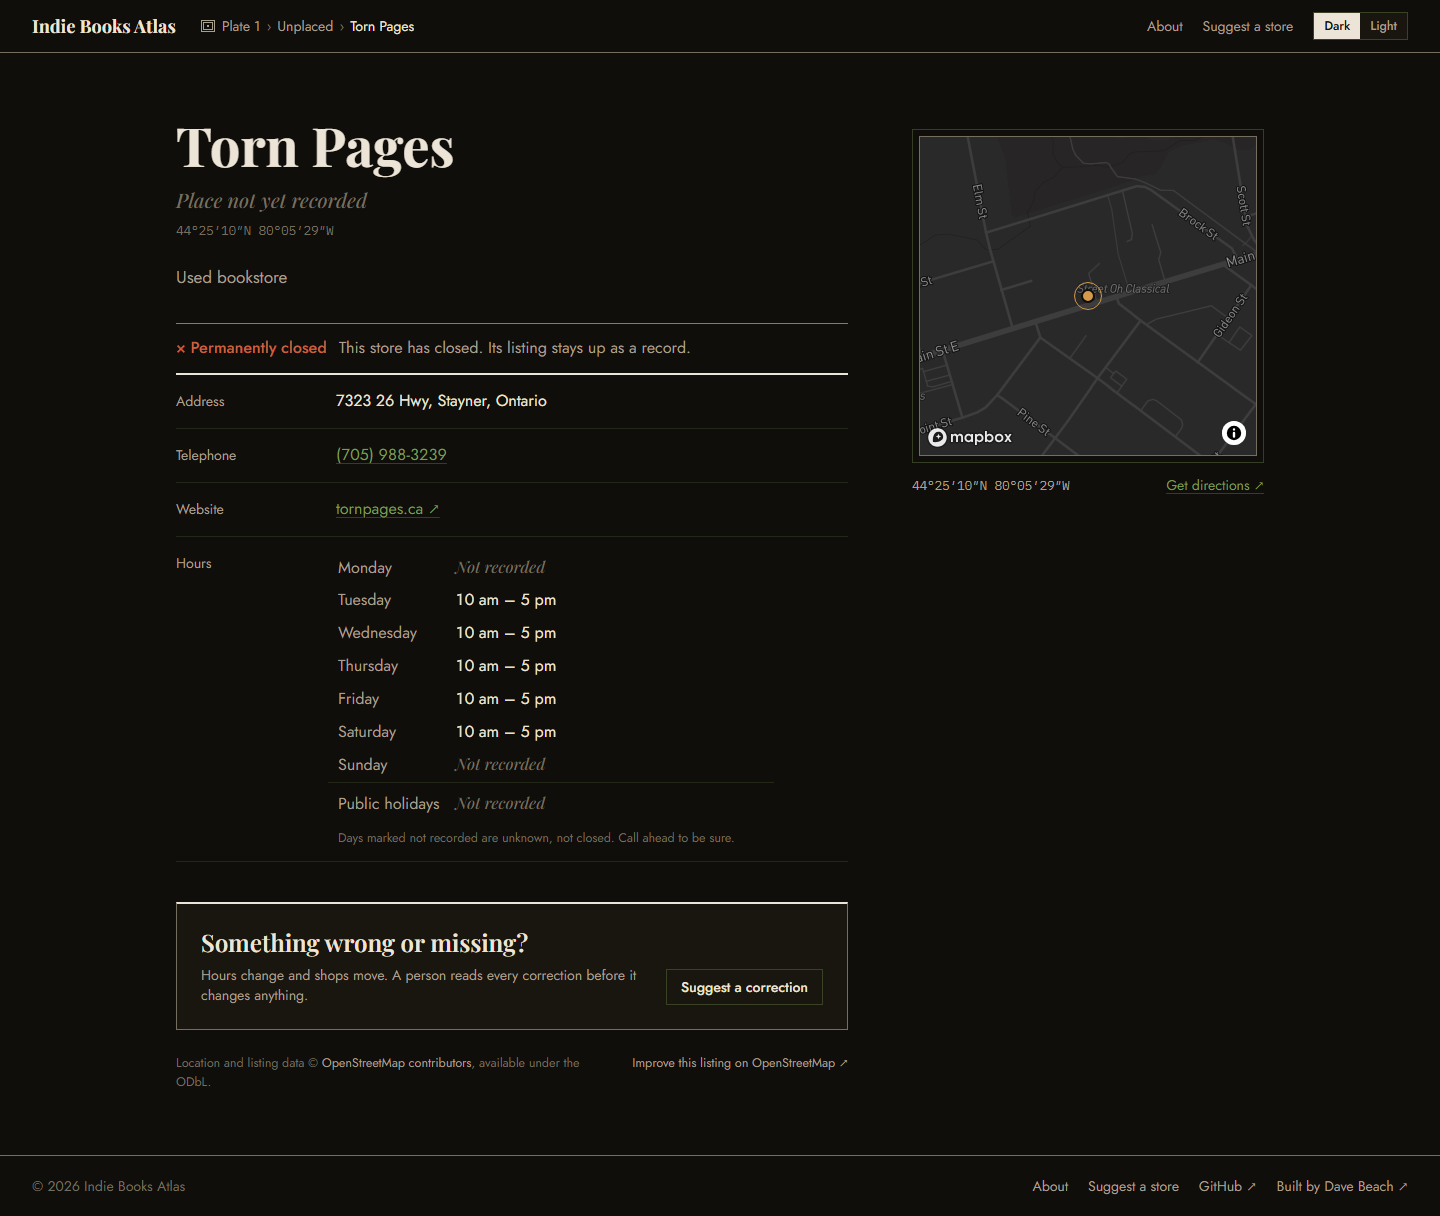 Indie Books Atlas
Plate 1 › Unplaced › Torn Pages
About
Suggest a store
Dark
Light
Torn Pages
Place not yet recorded
44°25′10″N 80°05′29″W
Used bookstore
× Permanently closed This store has closed. Its listing stays up as a record.
Address
7323 26 Hwy, Stayner, Ontario
Telephone
(705) 988-3239
Website
tornpages.ca ↗
Hours
Monday Not recorded
Tuesday 10 am – 5 pm
Wednesday 10 am – 5 pm
Thursday 10 am – 5 pm
Friday 10 am – 5 pm
Saturday 10 am – 5 pm
Sunday Not recorded
Public holidays Not recorded
Days marked not recorded are unknown, not closed. Call ahead to be sure.
Something wrong or missing?
Hours change and shops move. A person reads every correction before it
changes anything.
Suggest a correction
Location and listing data © OpenStreetMap contributors, available under the
ODbL.
Improve this listing on OpenStreetMap ↗
Elm St
Scott St
Brock St
Main
St
Street Oh Classical
Gideon St
ain St E
s
oint St
Pine St
mapbox
44°25′10″N 80°05′29″W
Get directions ↗
© 2026 Indie Books Atlas
About
Suggest a store
GitHub ↗
Built by Dave Beach ↗